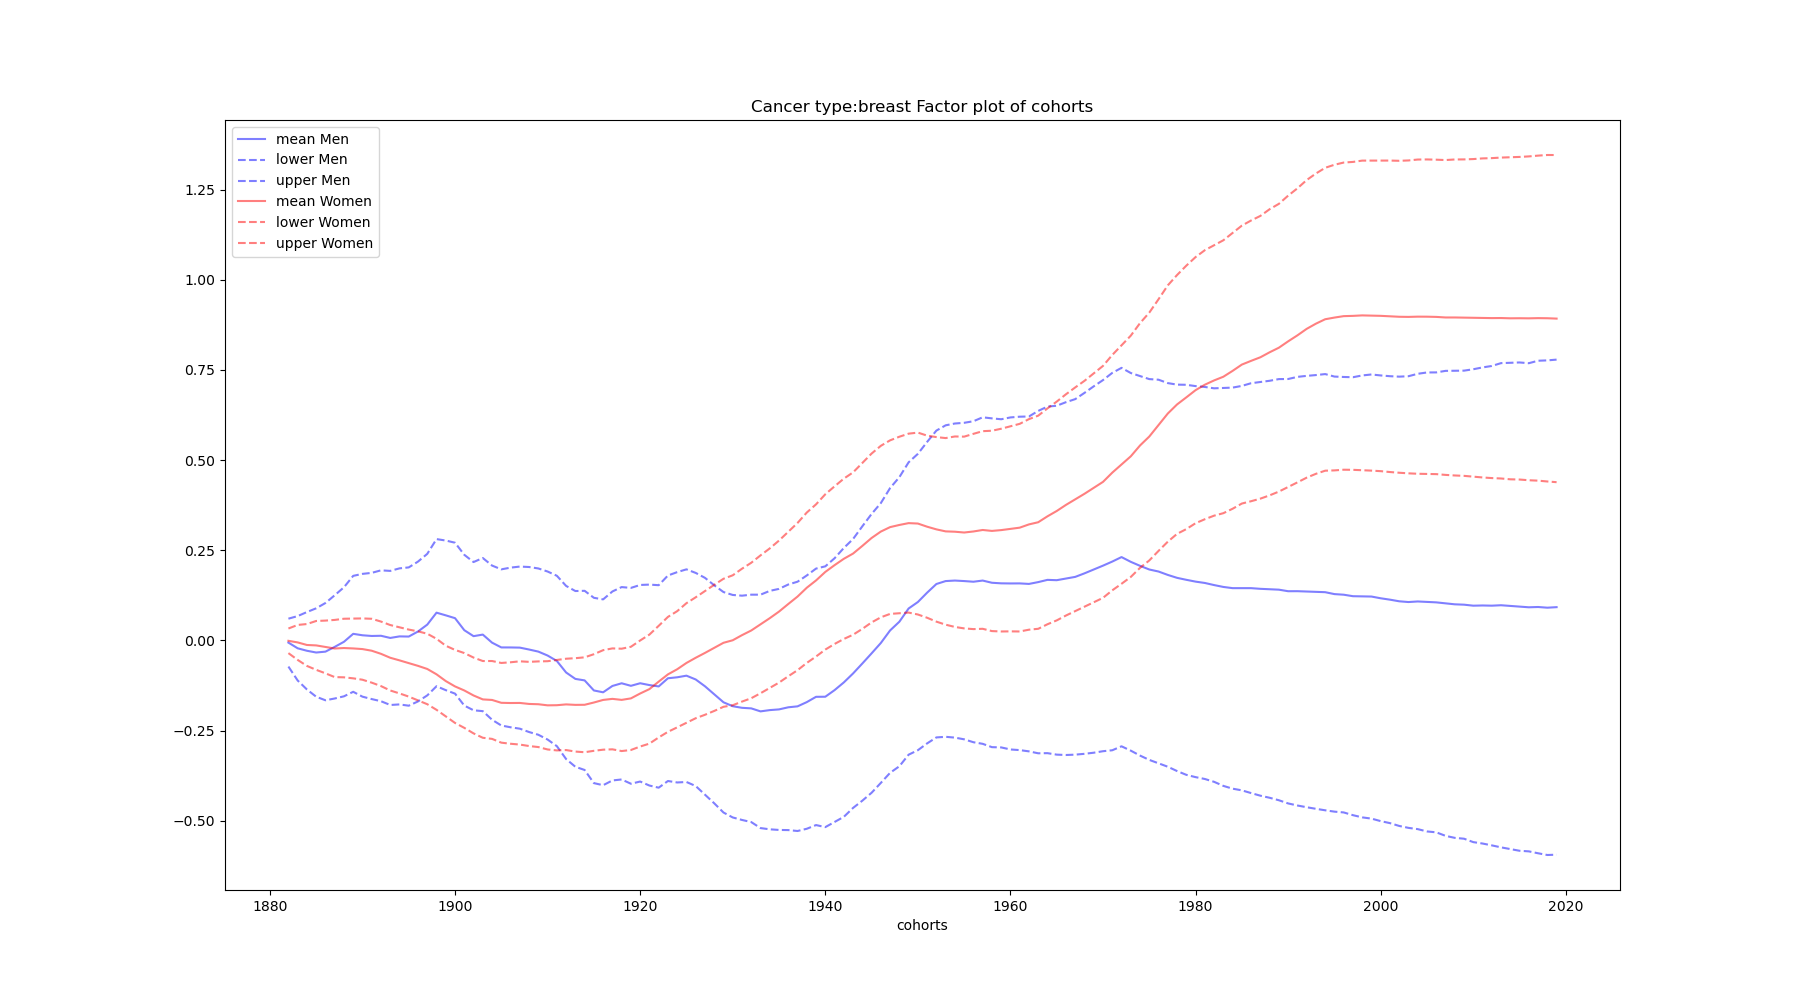 Cancer type:breast Factor plot of cohorts
mean Men
lower Men
upper Men
mean Women
lower Women
upper Women
1.25
1.00
0.75
0.50
0.25
0.00
−0.25
−0.50
1880 1900 1920 1940 1960 1980 2000 2020
cohorts